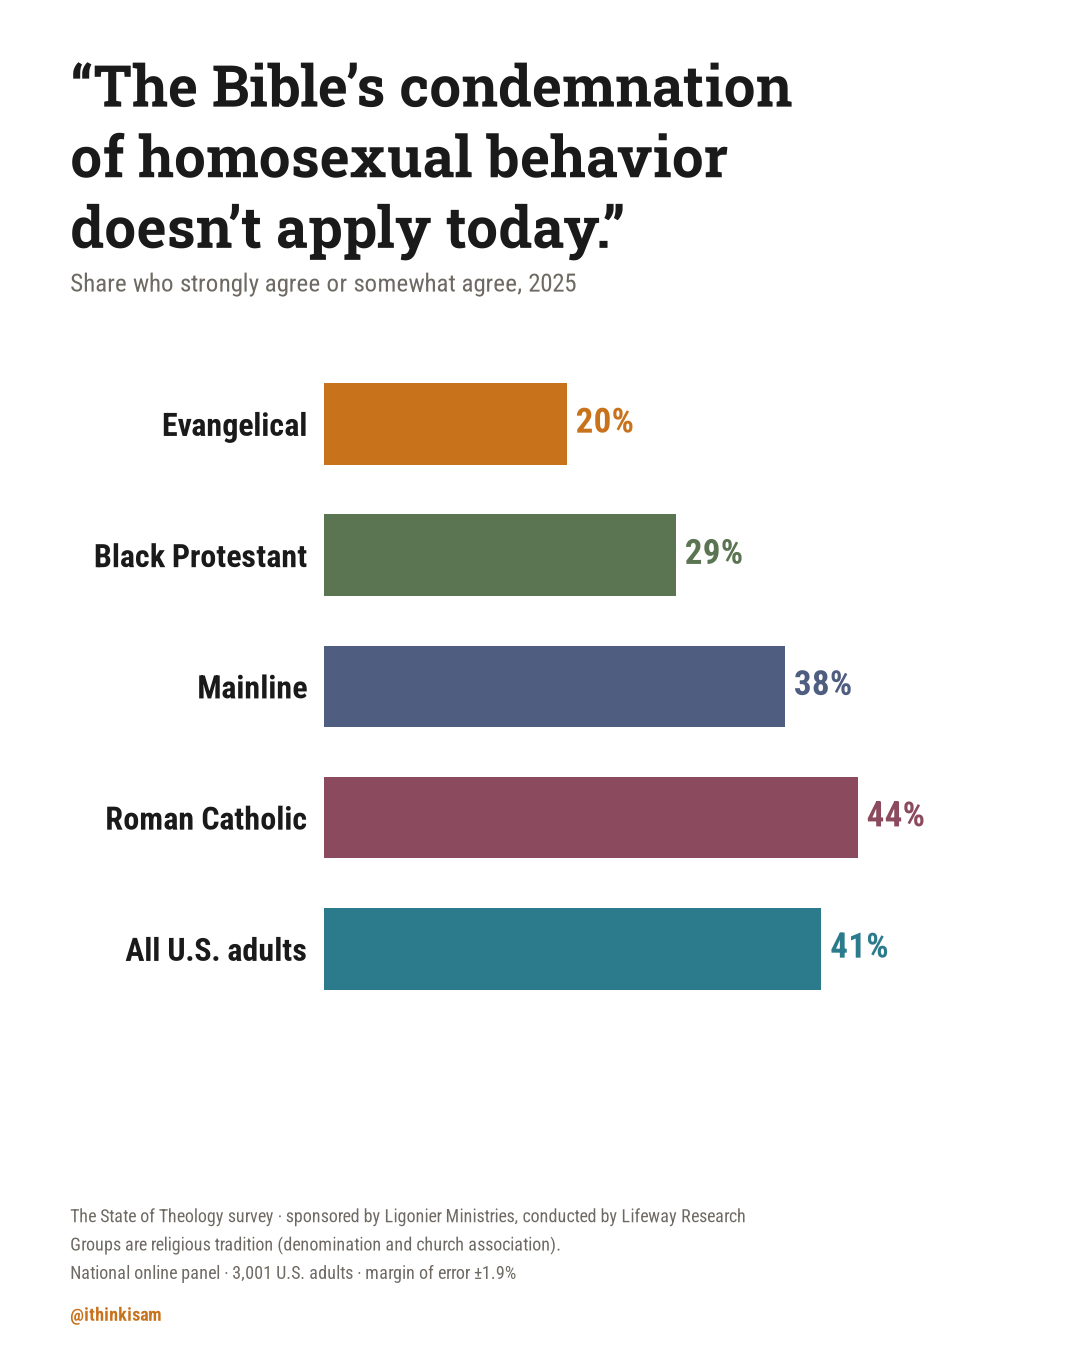 “The Bible’s condemnation
of homosexual behavior
doesn’t apply today.”
Share who strongly agree or somewhat agree, 2025
Evangelical 20%
Black Protestant 29%
Mainline 38%
Roman Catholic 44%
All U.S. adults 41%
The State of Theology survey · sponsored by Ligonier Ministries, conducted by Lifeway Research
Groups are religious tradition (denomination and church association).
National online panel · 3,001 U.S. adults · margin of error ±1.9%
@ithinkisam